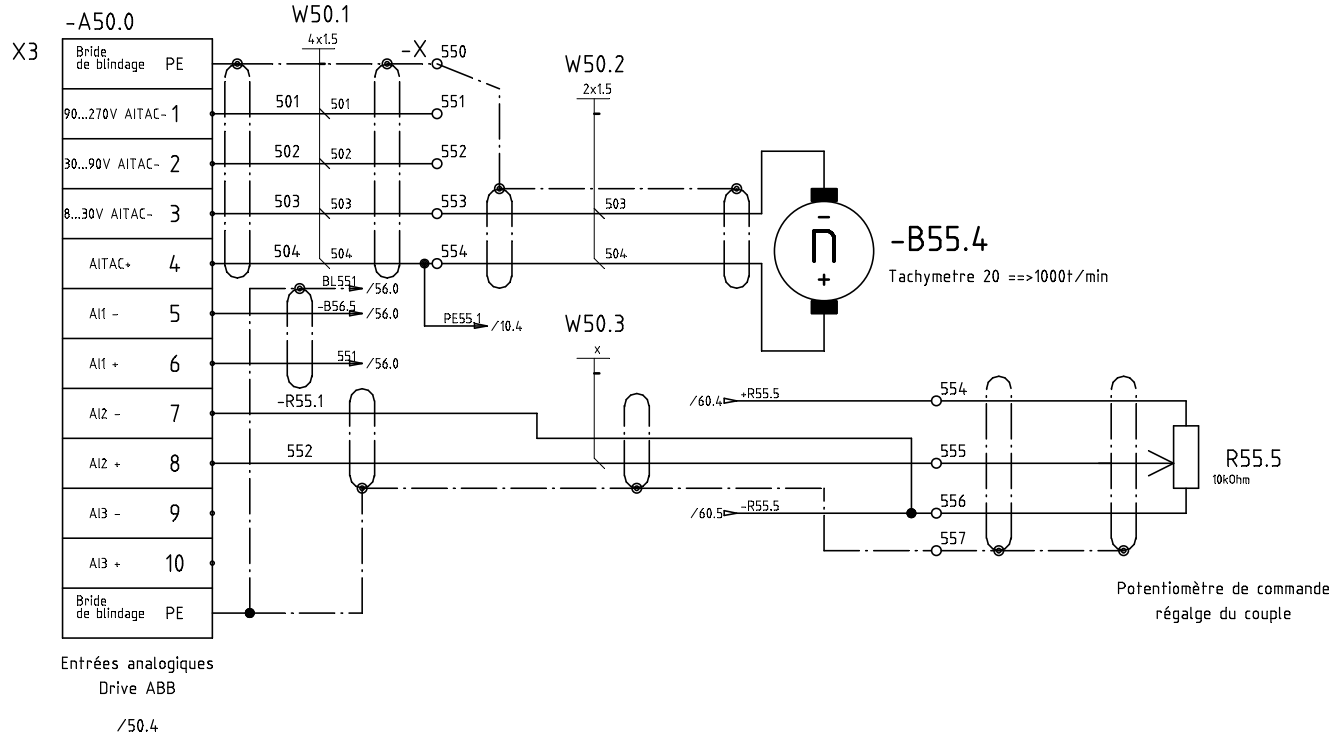 -A50.0
W50.1
4x1.5
X3
Bride
de blindage PE
-X 550
W50.2
2x1.5
90...270V AITAC- 1
501
501
551
30...90V AITAC- 2
502
502
552
8...30V AITAC- 3
503
503
553
503
AITAC+ 4
504
504
554
504
-
n
+
-B55.4
Tachymetre 20 ==>1000t/min
BL551 /56.0
AI1 - 5
-B56.5 /56.0
PE55.1 /10.4
W50.3
x
AI1 + 6
551 /56.0
AI2 - 7
-R55.1
/60.4 +R55.5
554
AI2 + 8
552
555
R55.5
10kOhm
AI3 - 9
/60.5 -R55.5
556
557
AI3 + 10
Bride
de blindage PE
Potentiomètre de commande
régalge du couple
Entrées analogiques
Drive ABB
/50.4